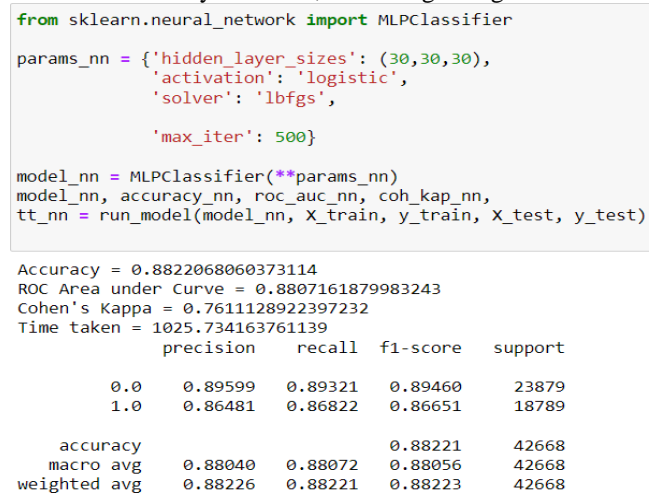 from sklearn.neural_network import MLPClassifier
params_nn = {'hidden_layer_sizes': (30,30,30),
'activation': 'logistic',
'solver': 'lbfgs',
'max_iter': 500}
model_nn = MLPClassifier(**params_nn)
model_nn, accuracy_nn, roc_auc_nn, coh_kap_nn,
tt_nn = run_model(model_nn, X_train, y_train, X_test, y_test)
Accuracy = 0.8822068060373114
ROC Area under Curve = 0.8807161879983243
Cohen's Kappa = 0.7611128922397232
Time taken = 1025.734163761139
precision recall f1-score support
0.0 0.89599 0.89321 0.89460 23879
1.0 0.86481 0.86822 0.86651 18789
accuracy 0.88221 42668
macro avg 0.88040 0.88072 0.88056 42668
weighted avg 0.88226 0.88221 0.88223 42668